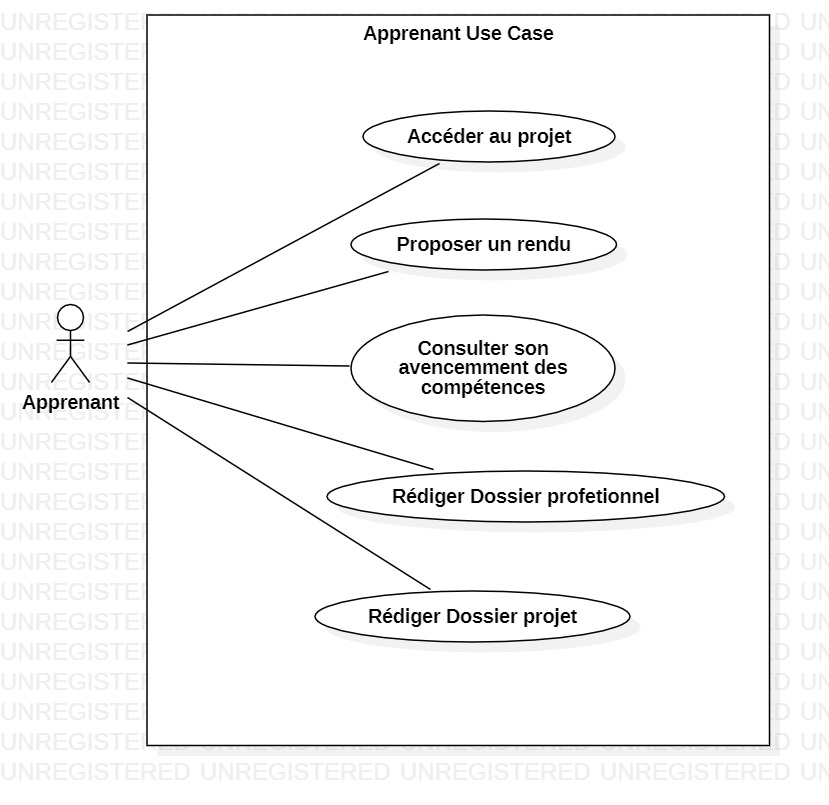 Apprenant Use Case
Accéder au projet
Proposer un rendu
Consulter son
avencemment des
compétences
Apprenant
Rédiger Dossier profetionnel
Rédiger Dossier projet
UNREGISTERED UNREGISTERED UNREGISTERED UNREGISTERED UN